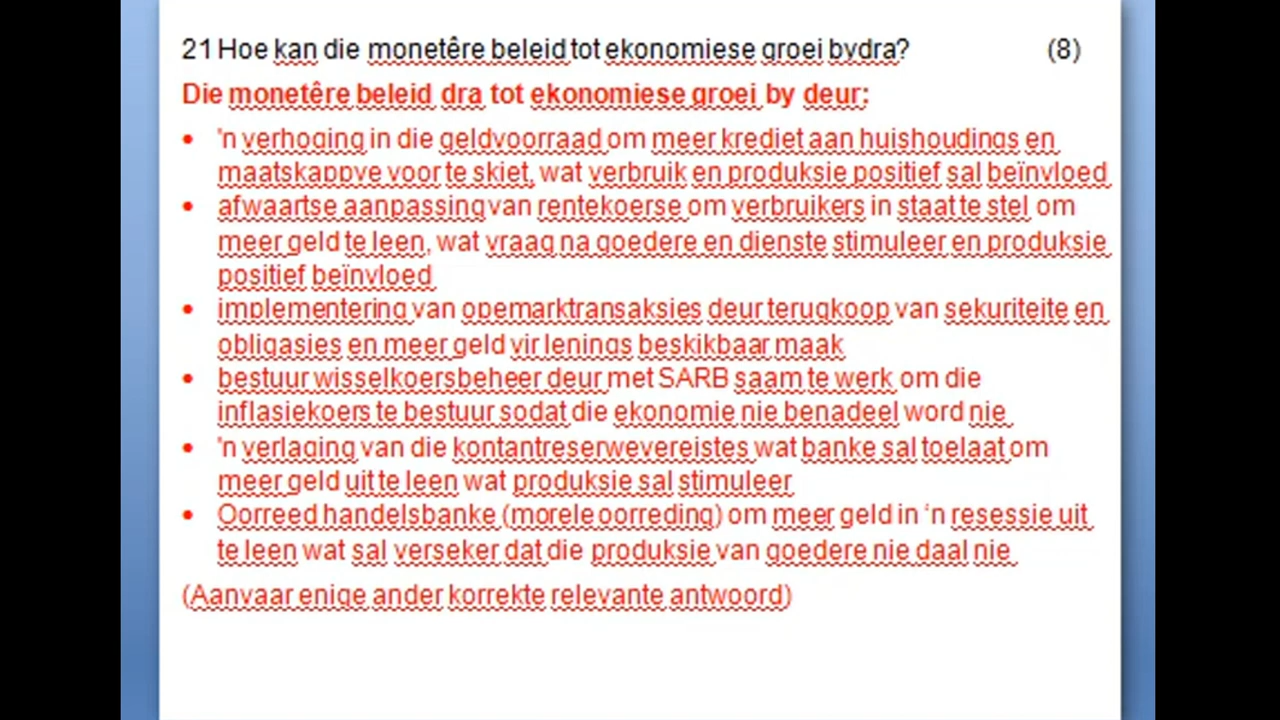 21 Hoe kan die monetêre beleid tot ekonomiese groei bydra? (8)
Die monetêre beleid dra tot ekonomiese groei by deur:
• 'n verhoging in die geldvoorraad om meer krediet aan huishoudings en
maatskappye voor te skiet, wat verbruik en produksie positief sal beïnvloed
• afwaartse aanpassing van rentekoerse om verbruikers in staat te stel om
meer geld te leen, wat vraag na goedere en dienste stimuleer en produksie
positief beïnvloed
• implementering van opemarktransaksies deur terugkoop van sekuriteite en
obligasies en meer geld vir lenings beskikbaar maak
• bestuur wisselkoersbeheer deur met SARB saam te werk om die
inflasiekoers te bestuur sodat die ekonomie nie benadeel word nie
• 'n verlaging van die kontantreserwevereistes wat banke sal toelaat om
meer geld uit te leen wat produksie sal stimuleer
• Oorreed handelsbanke (morele oorreding) om meer geld in 'n resessie uit
te leen wat sal verseker dat die produksie van goedere nie daal nie
(Aanvaar enige ander korrekte relevante antwoord)